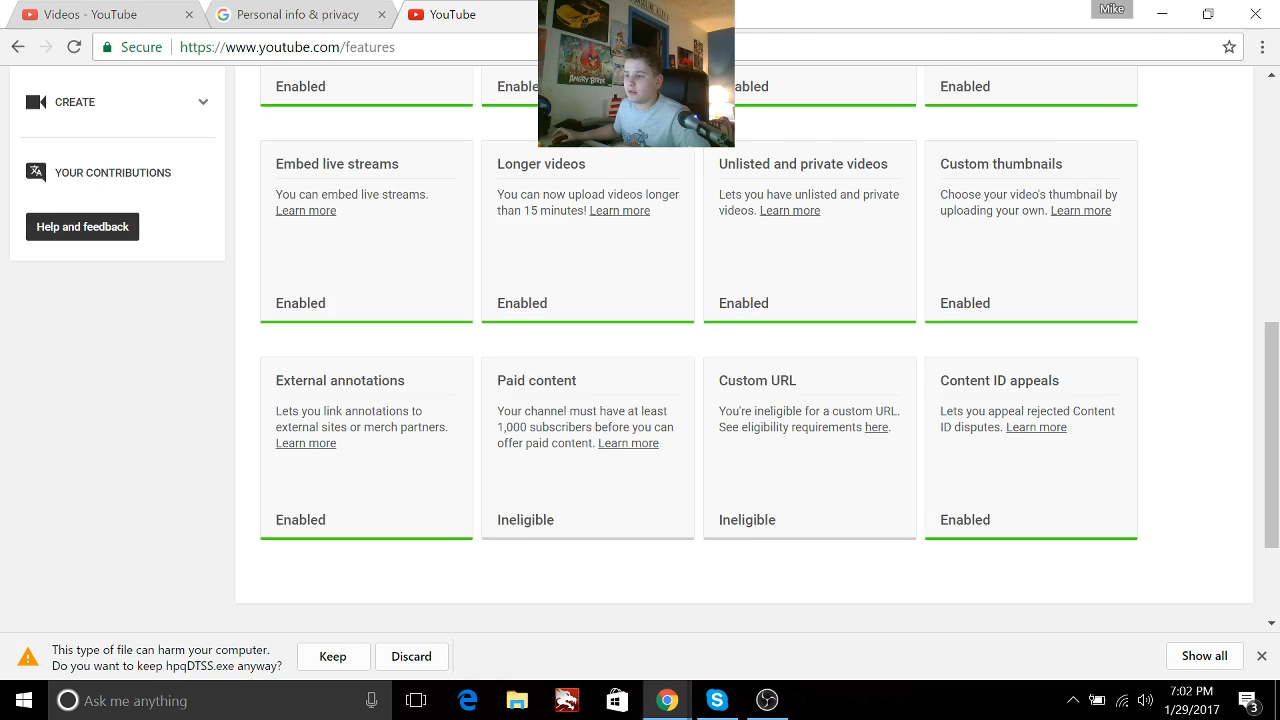 Videos - YouTube
Personal info & privacy
YouTube
Mike
Secure
https://www.youtube.com/features
CREATE
YOUR CONTRIBUTIONS
Help and feedback
Enabled
Enable
abled
Enabled
ANGRY BIRDS
Embed live streams
You can embed live streams.
Learn more
Enabled
Longer videos
You can now upload videos longer
than 15 minutes! Learn more
Enabled
Unlisted and private videos
Lets you have unlisted and private
videos. Learn more
Enabled
Custom thumbnails
Choose your video's thumbnail by
uploading your own. Learn more
Enabled
External annotations
Lets you link annotations to
external sites or merch partners.
Learn more
Enabled
Paid content
Your channel must have at least
1,000 subscribers before you can
offer paid content. Learn more
Ineligible
Custom URL
You're ineligible for a custom URL.
See eligibility requirements here.
Ineligible
Content ID appeals
Lets you appeal rejected Content
ID disputes. Learn more
Enabled
This type of file can harm your computer.
Do you want to keep hpqDTSS.exe anyway?
Keep
Discard
Show all
Ask me anything
7:02 PM
1/29/2017
3